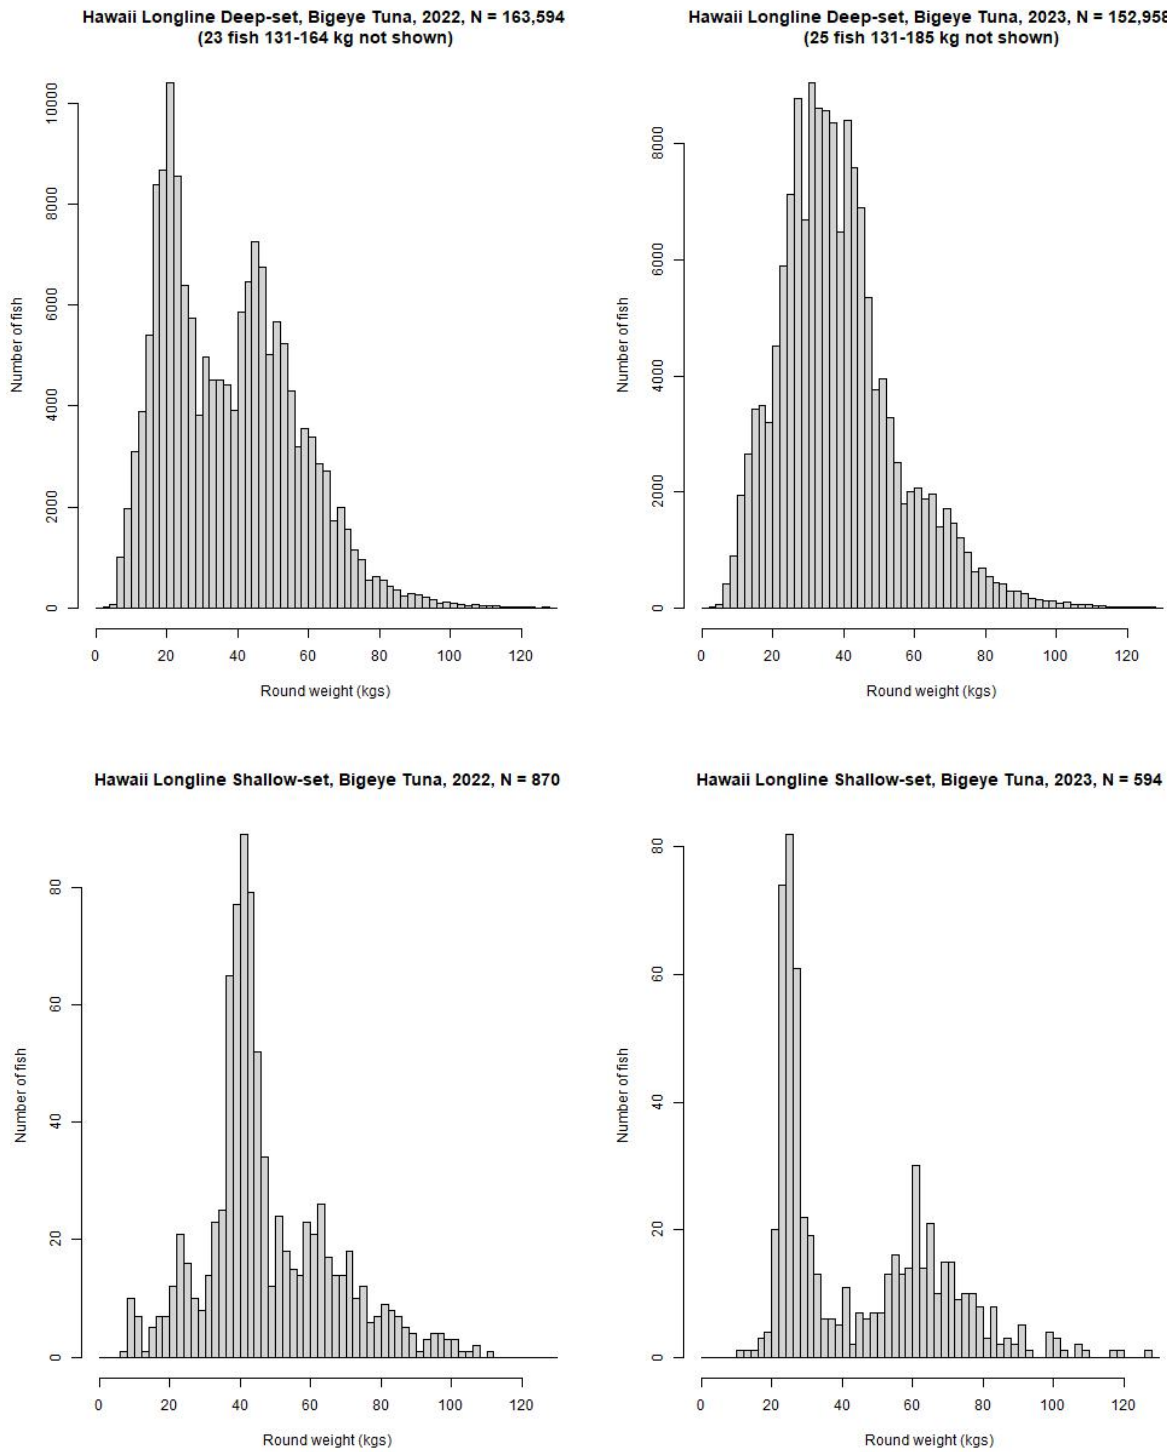 Hawaii Longline Deep-set, Bigeye Tuna, 2022, N = 163,594
(23 fish 131-164 kg not shown)
Number of fish
10000
8000
6000
4000
2000
0
0 20 40 60 80 100 120
Round weight (kgs)
Hawaii Longline Deep-set, Bigeye Tuna, 2023, N = 152,958
(25 fish 131-185 kg not shown)
Number of fish
8000
6000
4000
2000
0
0 20 40 60 80 100 120
Round weight (kgs)
Hawaii Longline Shallow-set, Bigeye Tuna, 2022, N = 870
Number of fish
80
60
40
20
0
0 20 40 60 80 100 120
Round weight (kgs)
Hawaii Longline Shallow-set, Bigeye Tuna, 2023, N = 594
Number of fish
80
60
40
20
0
0 20 40 60 80 100 120
Round weight (kgs)